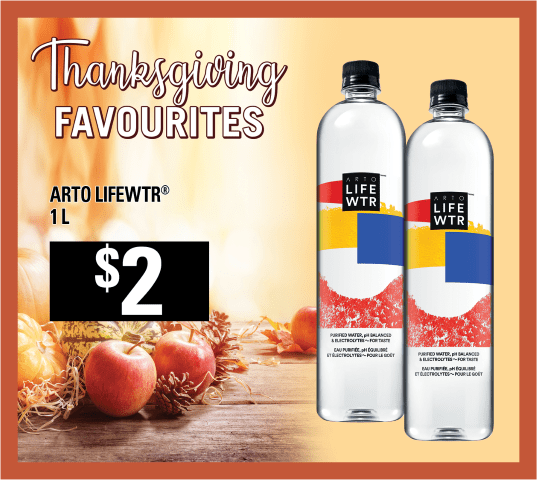 Thanksgiving
FAVOURITES
ARTO LIFEWTR®
1 L
$2
ARTO
LIFE
WTR
PURIFIED WATER, pH BALANCED
& ELECTROLYTES~FOR TASTE
EAU PURIFIÉE, pH ÉQUILIBRÉ
ET ÉLECTROLYTES~POUR LE GOÛT
ARTO
LIFE
WTR
PURIFIED WATER, pH BALANCED
& ELECTROLYTES~FOR TASTE
EAU PURIFIÉE, pH ÉQUILIBRÉ
ET ÉLECTROLYTES~POUR LE GOÛT